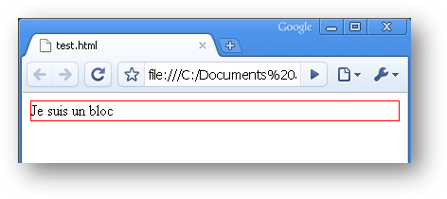 Google
test.html
file:///C:/Documents%20.
Je suis un bloc